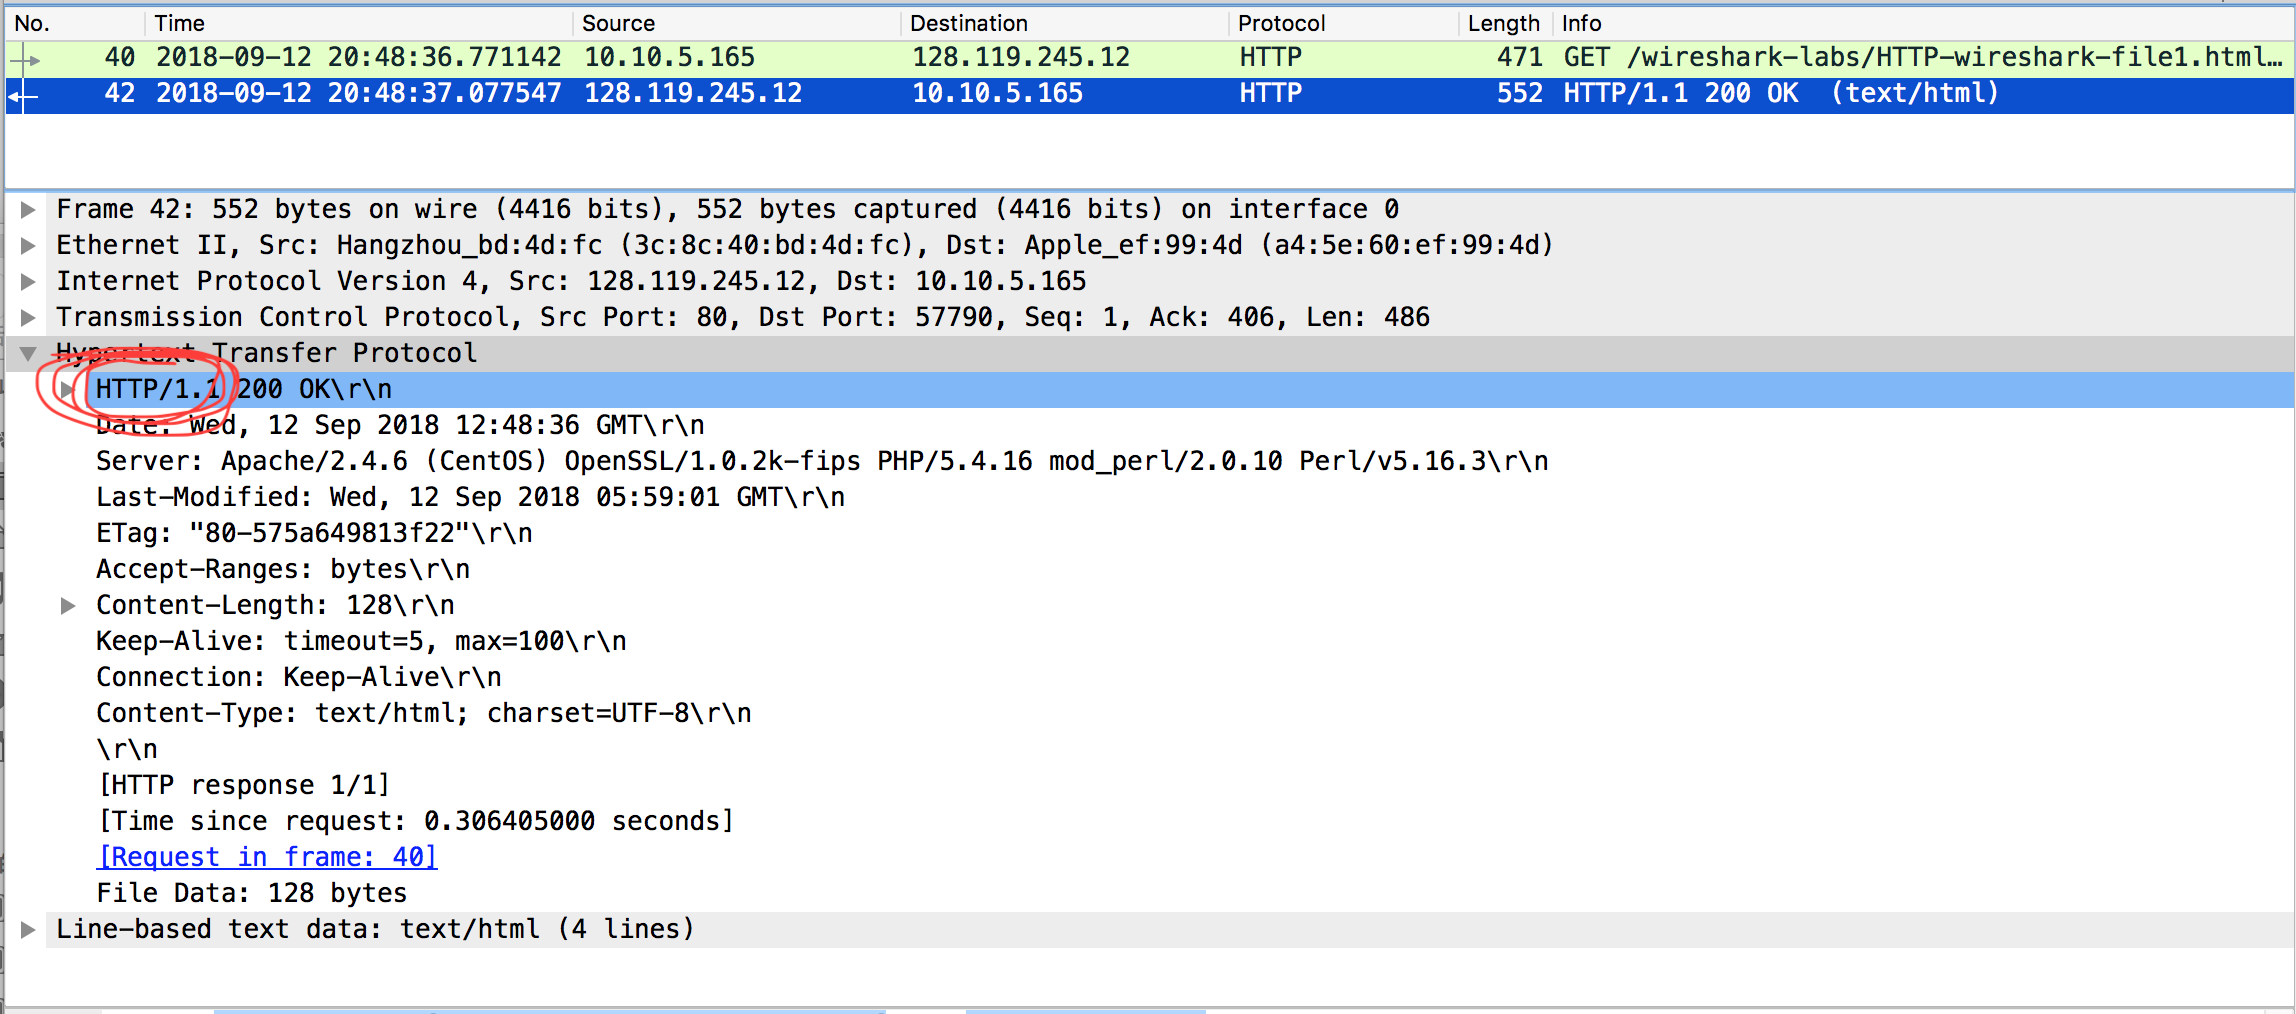 No. Time Source Destination Protocol Length Info
40 2018-09-12 20:48:36.771142 10.10.5.165 128.119.245.12 HTTP 471 GET /wireshark-labs/HTTP-wireshark-file1.html…
42 2018-09-12 20:48:37.077547 128.119.245.12 10.10.5.165 HTTP 552 HTTP/1.1 200 OK  (text/html)
Frame 42: 552 bytes on wire (4416 bits), 552 bytes captured (4416 bits) on interface 0
Ethernet II, Src: Hangzhou_bd:4d:fc (3c:8c:40:bd:4d:fc), Dst: Apple_ef:99:4d (a4:5e:60:ef:99:4d)
Internet Protocol Version 4, Src: 128.119.245.12, Dst: 10.10.5.165
Transmission Control Protocol, Src Port: 80, Dst Port: 57790, Seq: 1, Ack: 406, Len: 486
Hypertext Transfer Protocol
HTTP/1.1 200 OK\r\n
Date: Wed, 12 Sep 2018 12:48:36 GMT\r\n
Server: Apache/2.4.6 (CentOS) OpenSSL/1.0.2k-fips PHP/5.4.16 mod_perl/2.0.10 Perl/v5.16.3\r\n
Last-Modified: Wed, 12 Sep 2018 05:59:01 GMT\r\n
ETag: "80-575a649813f22"\r\n
Accept-Ranges: bytes\r\n
Content-Length: 128\r\n
Keep-Alive: timeout=5, max=100\r\n
Connection: Keep-Alive\r\n
Content-Type: text/html; charset=UTF-8\r\n
\r\n
[HTTP response 1/1]
[Time since request: 0.306405000 seconds]
[Request in frame: 40]
File Data: 128 bytes
Line-based text data: text/html (4 lines)